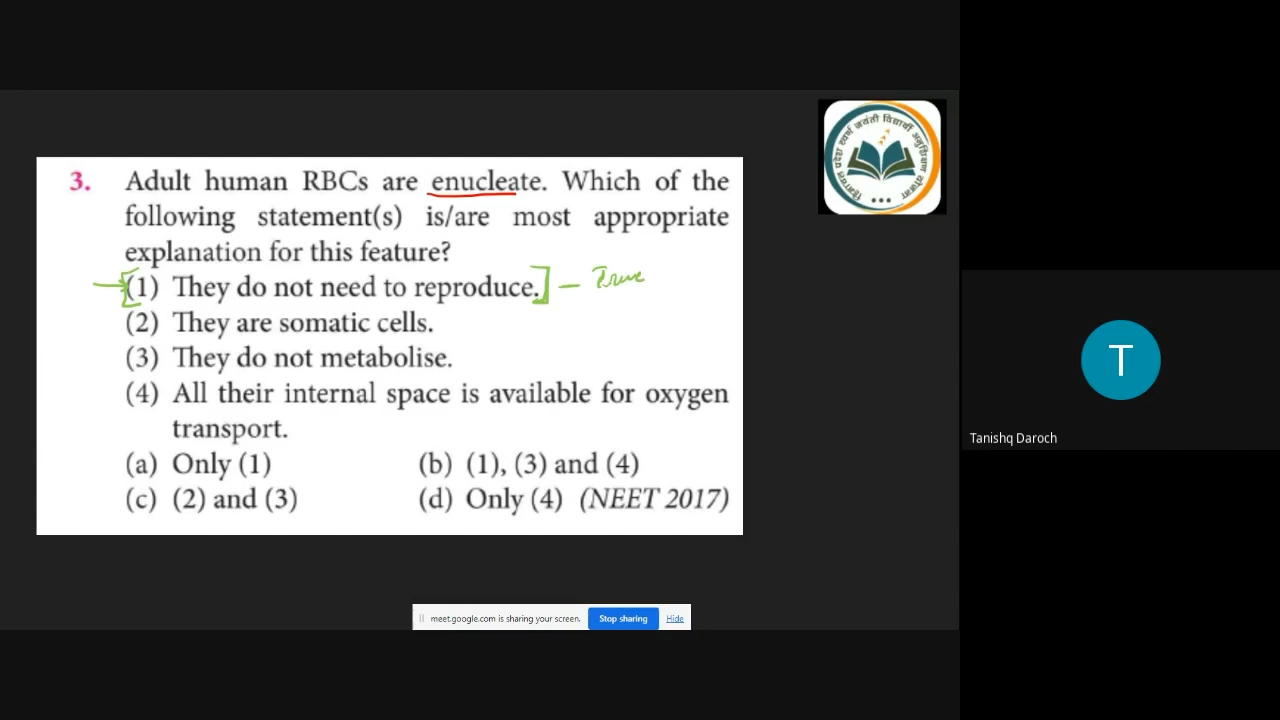 3. Adult human RBCs are enucleate. Which of the
following statement(s) is/are most appropriate
explanation for this feature?
(1) They do not need to reproduce. - True
(2) They are somatic cells.
(3) They do not metabolise.
(4) All their internal space is available for oxygen
transport.
(a) Only (1) (b) (1), (3) and (4)
(c) (2) and (3) (d) Only (4) (NEET 2017)
T
Tanishq Daroch
meet.google.com is sharing your screen. Stop sharing Hide